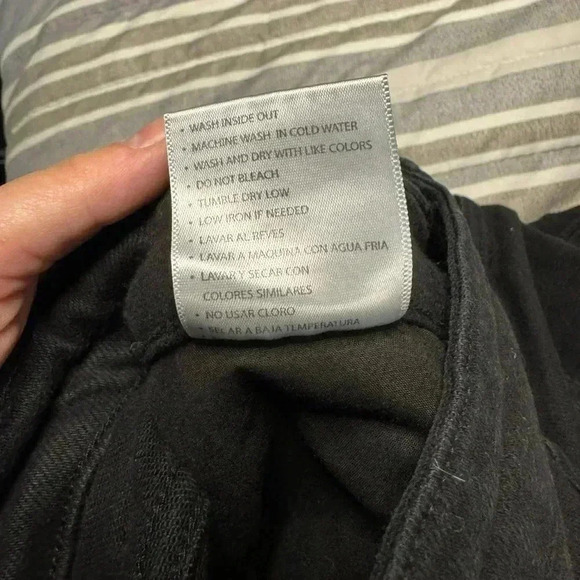 • WASH INSIDE OUT
• MACHINE WASH IN COLD WATER
• WASH AND DRY WITH LIKE COLORS
• DO NOT BLEACH
• TUMBLE DRY LOW
• LOW IRON IF NEEDED
• LAVAR AL REVES
• LAVAR A MAQUINA CON AGUA FRIA
• LAVAR Y SECAR CON
COLORES SIMILARES
• NO USAR CLORO
• SECAR A BAJA TEMPERATURA